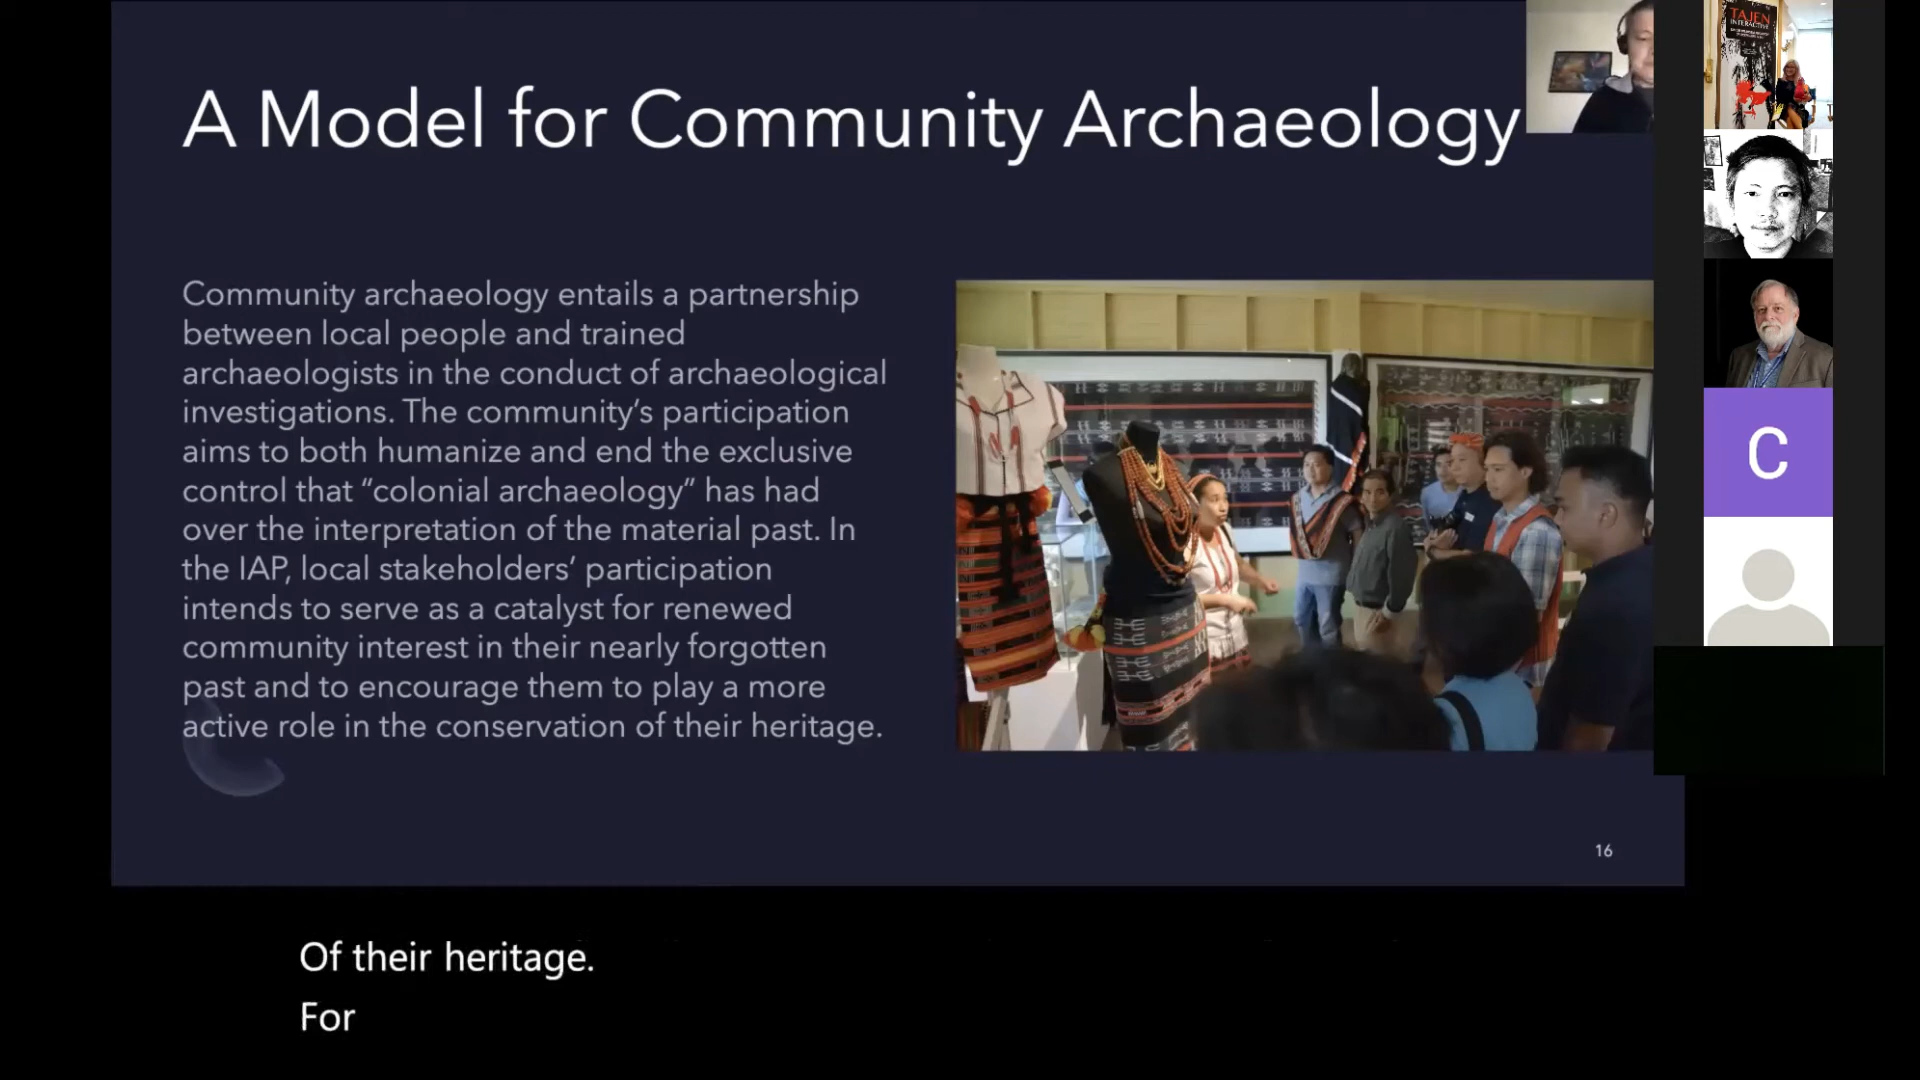 A Model for Community Archaeology
Community archaeology entails a partnership
between local people and trained
archaeologists in the conduct of archaeological
investigations. The community’s participation
aims to both humanize and end the exclusive
control that “colonial archaeology” has had
over the interpretation of the material past. In
the IAP, local stakeholders’ participation
intends to serve as a catalyst for renewed
community interest in their nearly forgotten
past and to encourage them to play a more
active role in the conservation of their heritage.
16
TAJEN
INTERACTIVE
C
Of their heritage.
For